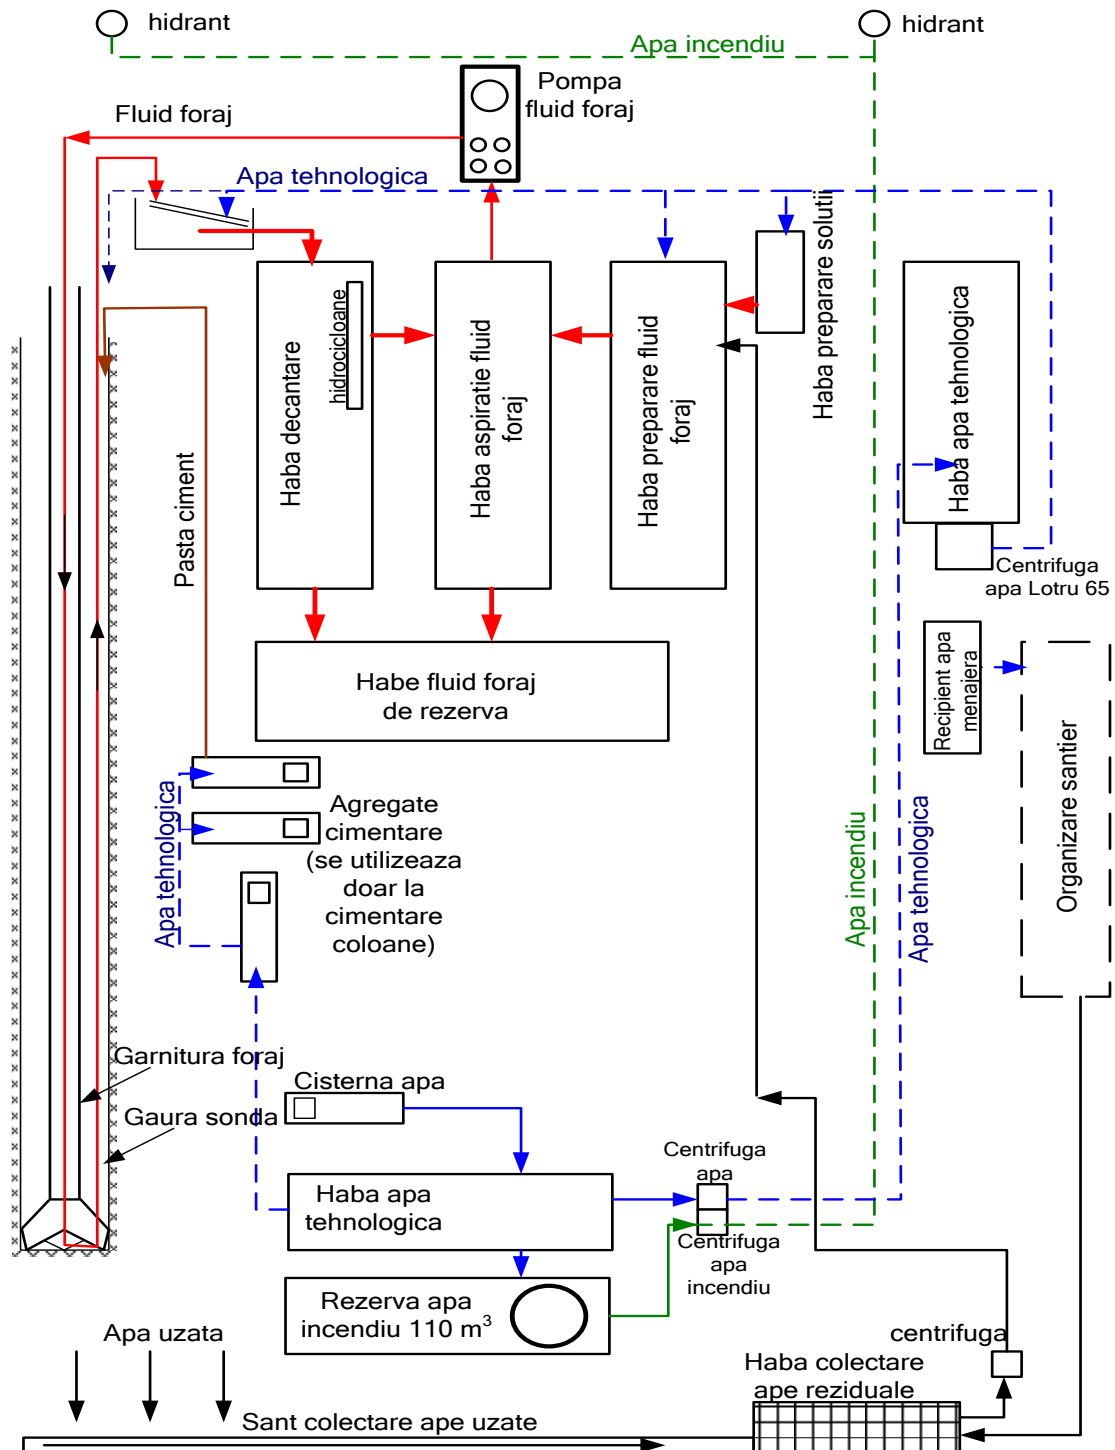 hidrant
hidrant
Apa incendiu
Pompa
fluid foraj
Fluid foraj
Apa tehnologica
Haba decantare
hidrocicloane
Haba aspiratie fluid
foraj
Haba preparare fluid
foraj
Haba preparare solutii
Haba apa tehnologica
Centrifuga
apa Lotru 65
Pasta ciment
Habe fluid foraj
de rezerva
Recipient apa
menajera
Organizare santier
Apa tehnologica
Agregate
cimentare
(se utilizeaza
doar la
cimentare
coloane)
Apa incendiu
Apa tehnologica
Garnitura foraj
Gaura sonda
Cisterna apa
Haba apa
tehnologica
Centrifuga
apa
Centrifuga
apa
incendiu
Rezerva apa
incendiu 110 m³
Apa uzata
centrifuga
Haba colectare
ape reziduale
Sant colectare ape uzate